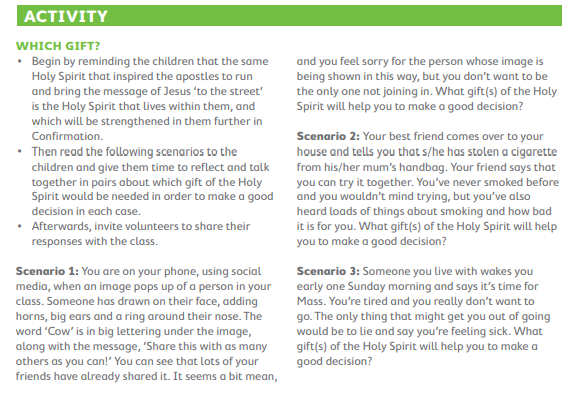 ACTIVITY
WHICH GIFT?
• Begin by reminding the children that the same
Holy Spirit that inspired the apostles to run
and bring the message of Jesus ‘to the street’
is the Holy Spirit that lives within them, and
which will be strengthened in them further in
Confirmation.
• Then read the following scenarios to the
children and give them time to reflect and talk
together in pairs about which gift of the Holy
Spirit would be needed in order to make a good
decision in each case.
• Afterwards, invite volunteers to share their
responses with the class.
Scenario 1: You are on your phone, using social
media, when an image pops up of a person in your
class. Someone has drawn on their face, adding
horns, big ears and a ring around their nose. The
word ‘Cow’ is in big lettering under the image,
along with the message, ‘Share this with as many
others as you can!’ You can see that lots of your
friends have already shared it. It seems a bit mean,
and you feel sorry for the person whose image is
being shown in this way, but you don’t want to be
the only one not joining in. What gift(s) of the Holy
Spirit will help you to make a good decision?
Scenario 2: Your best friend comes over to your
house and tells you that s/he has stolen a cigarette
from his/her mum’s handbag. Your friend says that
you can try it together. You’ve never smoked before
and you wouldn’t mind trying, but you’ve also
heard loads of things about smoking and how bad
it is for you. What gift(s) of the Holy Spirit will help
you to make a good decision?
Scenario 3: Someone you live with wakes you
early one Sunday morning and says it’s time for
Mass. You’re tired and you really don’t want to
go. The only thing that might get you out of going
would be to lie and say you’re feeling sick. What
gift(s) of the Holy Spirit will help you to make a
good decision?